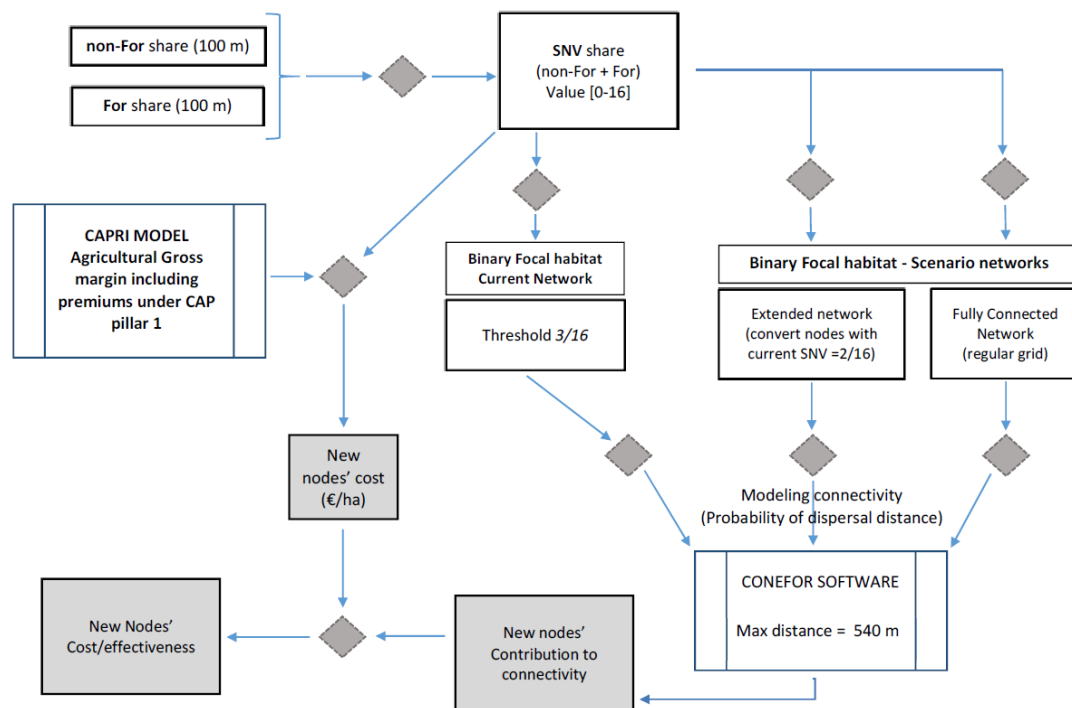 non-For share (100 m)
For share (100 m)
SNV share
(non-For + For)
Value [0-16]
CAPRI MODEL
Agricultural Gross
margin including
premiums under CAP
pillar 1
Binary Focal habitat
Current Network
Threshold 3/16
Binary Focal habitat - Scenario networks
Extended network
(convert nodes with
current SNV =2/16)
Fully Connected
Network
(regular grid)
New
nodes’ cost
(€/ha)
Modeling connectivity
(Probability of dispersal distance)
CONEFOR SOFTWARE
Max distance = 540 m
New Nodes’
Cost/effectiveness
New nodes’
Contribution to
connectivity